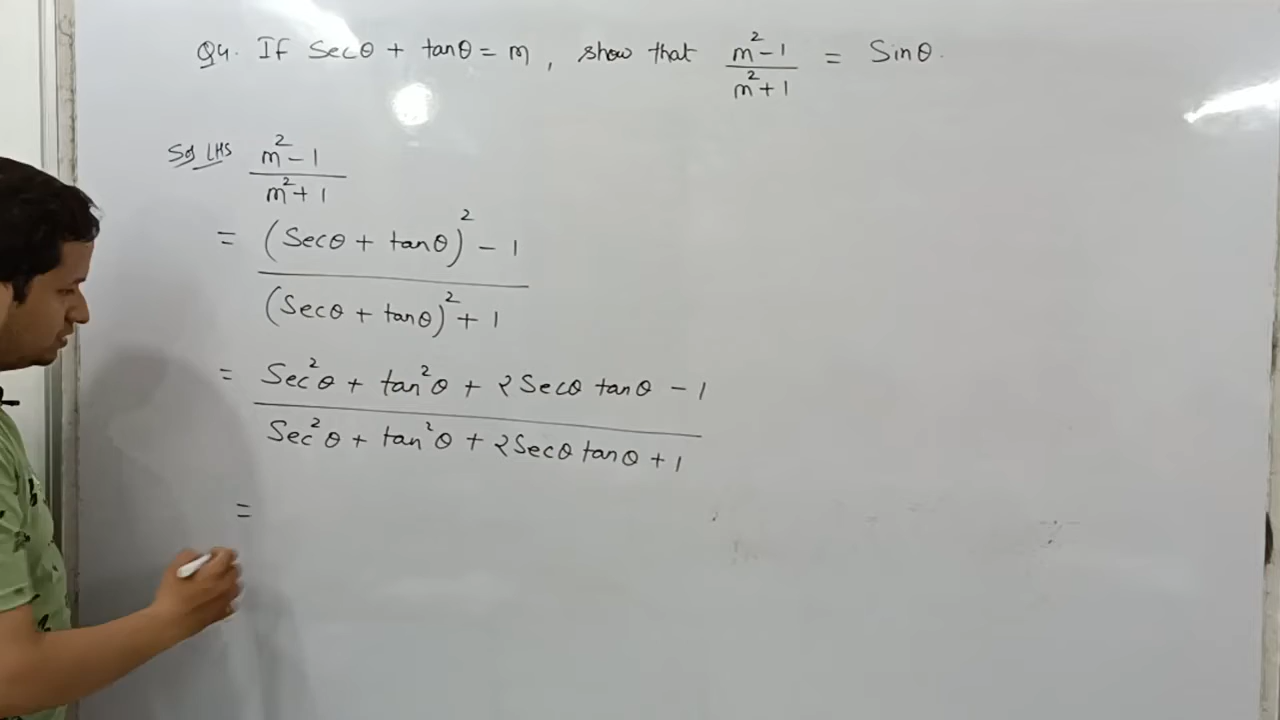 Q4. If Secθ + tanθ = m, show that (m² - 1)/(m² + 1) = Sinθ.
Sol LHS (m² - 1)/(m² + 1)
= ((Secθ + tanθ)² - 1)/((Secθ + tanθ)² + 1)
= (Sec²θ + tan²θ + 2Secθ tanθ - 1)/(Sec²θ + tan²θ + 2Secθ tanθ + 1)
=